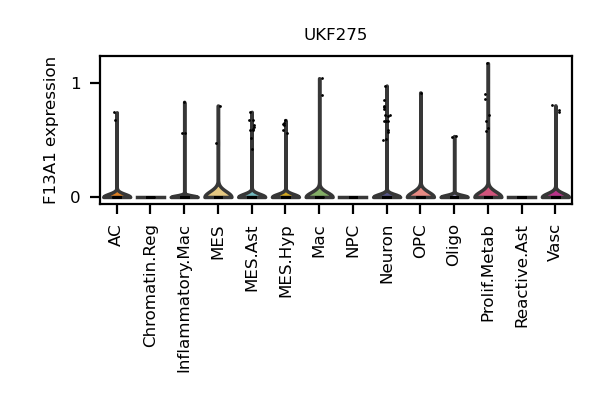 UKF275
F13A1 expression
1
0
AC
Chromatin.Reg
Inflammatory.Mac
MES
MES.Ast
MES.Hyp
Mac
NPC
Neuron
OPC
Oligo
Prolif.Metab
Reactive.Ast
Vasc